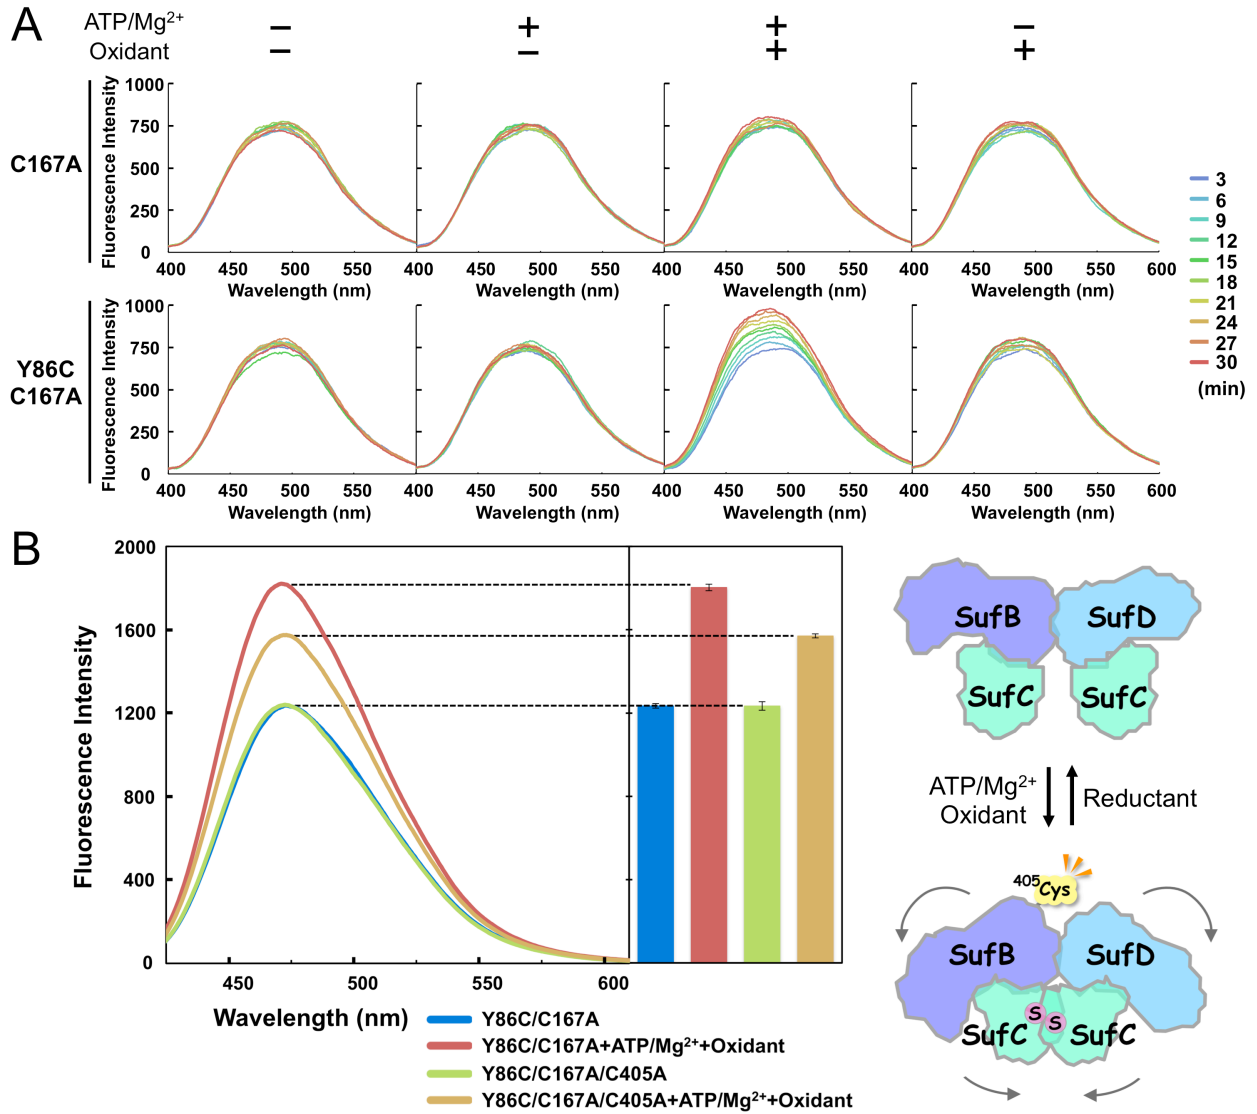 A
ATP/Mg²⁺ − + + −
Oxidant − − + +
C167A
Fluorescence Intensity
1000
750
500
250
0
400 450 500 550 400 450 500 550 400 450 500 550 400 450 500 550 600
Wavelength (nm) Wavelength (nm) Wavelength (nm) Wavelength (nm)
3
6
9
12
15
18
21
24
27
30
(min)
Y86C
C167A
Fluorescence Intensity
1000
750
500
250
0
400 450 500 550 400 450 500 550 400 450 500 550 400 450 500 550 600
Wavelength (nm) Wavelength (nm) Wavelength (nm) Wavelength (nm)
B
Fluorescence Intensity
2000
1600
1200
800
400
0
450 500 550 600
Wavelength (nm)
Y86C/C167A
Y86C/C167A+ATP/Mg²⁺+Oxidant
Y86C/C167A/C405A
Y86C/C167A/C405A+ATP/Mg²⁺+Oxidant
SufB SufD
SufC SufC
ATP/Mg²⁺
Oxidant
Reductant
⁴⁰⁵Cys
SufB SufD
S S
SufC SufC